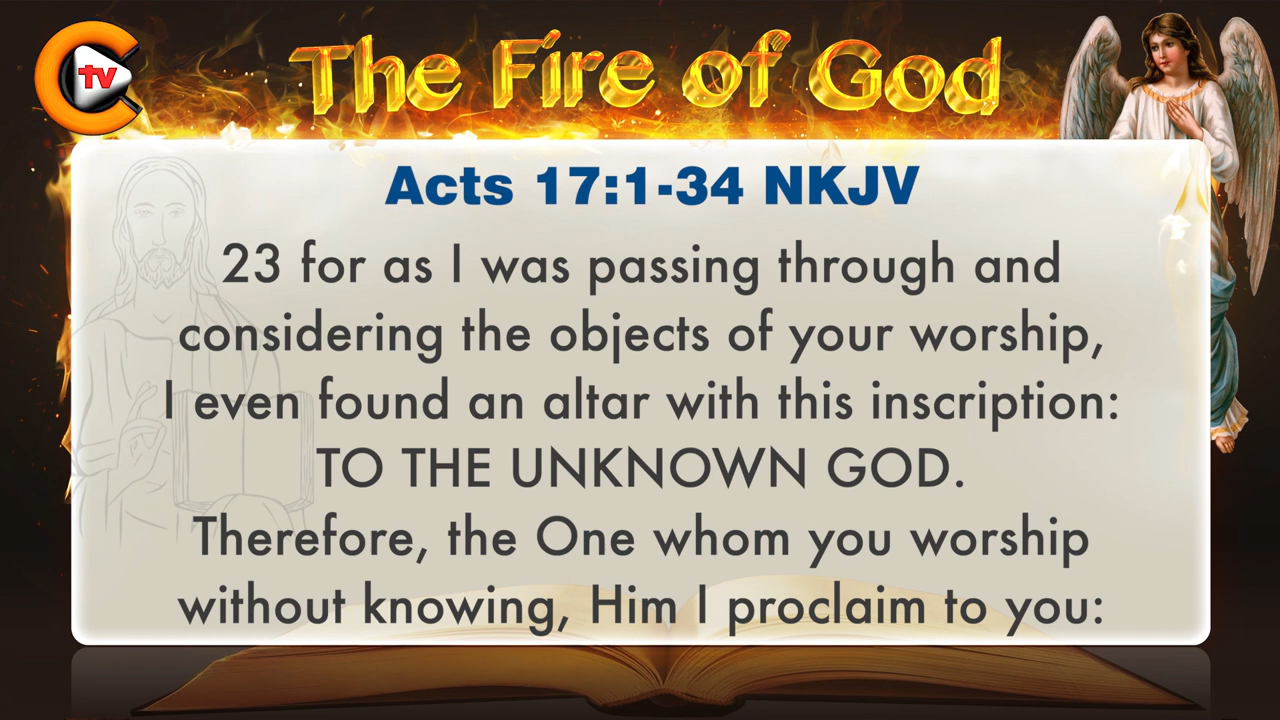 C
tv
The Fire of God
Acts 17:1-34 NKJV
23 for as I was passing through and
considering the objects of your worship,
I even found an altar with this inscription:
TO THE UNKNOWN GOD.
Therefore, the One whom you worship
without knowing, Him I proclaim to you: